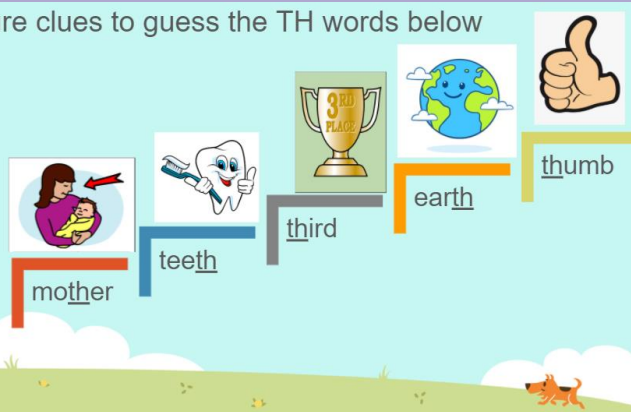 re clues to guess the TH words below
3RD
PLACE
thumb
earth
third
teeth
mother